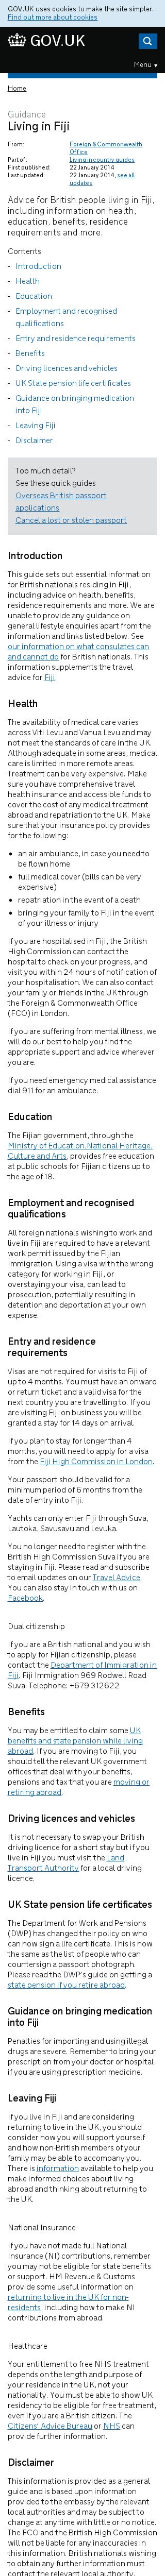 GOV.UK uses cookies to make the site simpler.
Find out more about cookies
GOV.UK
Menu ▾
Home
Guidance
Living in Fiji
From: Foreign & Commonwealth
Office
Part of: Living in country guides
First published: 22 January 2014
Last updated: 22 January 2014, see all
updates
Advice for British people living in Fiji,
including information on health,
education, benefits, residence
requirements and more.
Contents
- Introduction
- Health
- Education
- Employment and recognised
qualifications
- Entry and residence requirements
- Benefits
- Driving licences and vehicles
- UK State pension life certificates
- Guidance on bringing medication
into Fiji
- Leaving Fiji
- Disclaimer
Too much detail?
See these quick guides
Overseas British passport
applications
Cancel a lost or stolen passport
Introduction
This guide sets out essential information
for British nationals residing in Fiji,
including advice on health, benefits,
residence requirements and more. We are
unable to provide any guidance on
general lifestyle enquiries apart from the
information and links listed below. See
our information on what consulates can
and cannot do for British nationals. This
information supplements the travel
advice for Fiji.
Health
The availability of medical care varies
across Viti Levu and Vanua Levu and may
not meet the standards of care in the UK.
Although adequate in some areas, medical
care is extremely limited in remote areas.
Treatment can be very expensive. Make
sure you have comprehensive travel
health insurance and accessible funds to
cover the cost of any medical treatment
abroad and repatriation to the UK. Make
sure that your insurance policy provides
for the following:
• an air ambulance, in case you need to
be flown home
• full medical cover (bills can be very
expensive)
• repatriation in the event of a death
• bringing your family to Fiji in the event
of your illness or injury
If you are hospitalised in Fiji, the British
High Commission can contact the
hospital to check on your progress, and
visit you within 24 hours of notification of
your hospitalisation. We can also contact
your family or friends in the UK through
the Foreign & Commonwealth Office
(FCO) in London.
If you are suffering from mental illness, we
will do our best to help you find the
appropriate support and advice wherever
you are.
If you need emergency medical assistance
dial 911 for an ambulance.
Education
The Fijian government, through the
Ministry of Education,National Heritage,
Culture and Arts, provides free education
at public schools for Fijian citizens up to
the age of 18.
Employment and recognised
qualifications
All foreign nationals wishing to work and
live in Fiji are required to have a relevant
work permit issued by the Fijian
Immigration. Using a visa within the wrong
category for working in Fiji, or
overstaying a visa, can lead to
prosecution, potentially resulting in
detention and deportation at your own
expense.
Entry and residence
requirements
Visas are not required for visits to Fiji of
up to 4 months. You must have an onward
or return ticket and a valid visa for the
next country you are travelling to. If you
are visiting Fiji on business you will be
granted a stay of 14 days on arrival.
If you plan to stay for longer than 4
months, you will need to apply for a visa
from the Fiji High Commission in London.
Your passport should be valid for a
minimum period of 6 months from the
date of entry into Fiji.
Yachts can only enter Fiji through Suva,
Lautoka, Savusavu and Levuka.
You no longer need to register with the
British High Commission Suva if you are
staying in Fiji. Please read and subscribe
to email updates on our Travel Advice.
You can also stay in touch with us on
Facebook.
Dual citizenship
If you are a British national and you wish
to apply for Fijian citizenship, please
contact the Department of Immigration in
Fiji. Fiji Immigration 969 Rodwell Road
Suva. Telephone: +679 312622
Benefits
You may be entitled to claim some UK
benefits and state pension while living
abroad. If you are moving to Fiji, you
should tell the relevant UK government
offices that deal with your benefits,
pension and tax that you are moving or
retiring abroad.
Driving licences and vehicles
It is not necessary to swap your British
driving licence for a short stay but if you
live in Fiji you must visit the Land
Transport Authority for a local driving
licence.
UK State pension life certificates
The Department for Work and Pensions
(DWP) has changed their policy on who
can now sign a life certificate. This is now
the same as the list of people who can
countersign a passport photograph.
Please read the DWP's guide on getting a
state pension if you retire abroad.
Guidance on bringing medication
into Fiji
Penalties for importing and using illegal
drugs are severe. Remember to bring your
prescription from your doctor or hospital
if you are using prescription medicine.
Leaving Fiji
If you live in Fiji and are considering
returning to live in the UK, you should
consider how you will support yourself
and how non-British members of your
family may be able to accompany you.
There is information available to help you
make informed choices about living
abroad and thinking about returning to
the UK.
National Insurance
If you have not made full National
Insurance (NI) contributions, remember
you may not be eligible for state benefits
or support. HM Revenue & Customs
provide some useful information on
returning to live in the UK for non-
residents, including how to make NI
contributions from abroad.
Healthcare
Your entitlement to free NHS treatment
depends on the length and purpose of
your residence in the UK, not your
nationality. You must be able to show UK
residency to be eligible for free treatment,
even if you are a British citizen. The
Citizens' Advice Bureau or NHS can
provide further information.
Disclaimer
This information is provided as a general
guide and is based upon information
provided to the embassy by the relevant
local authorities and may be subject to
change at any time with little or no notice.
The FCO and the British High Commission
will not be liable for any inaccuracies in
this information. British nationals wishing
to obtain any further information must
contact the relevant local authority.